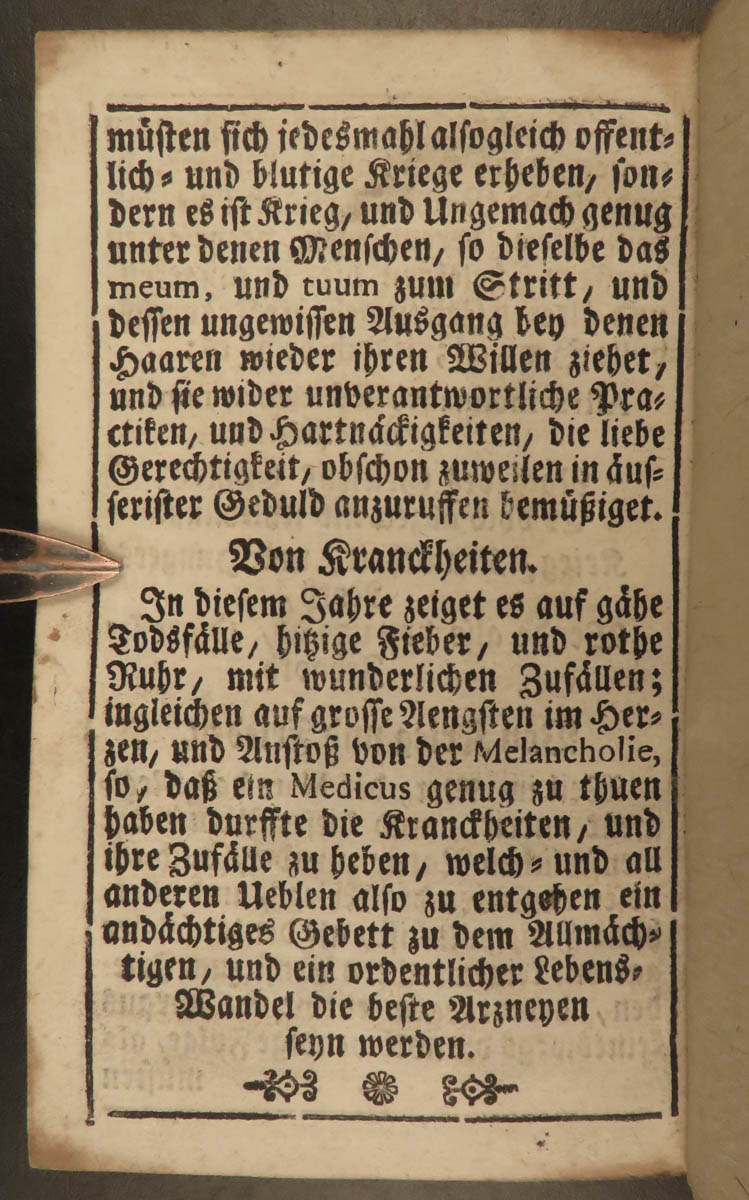 müsten sich jedesmahl alsogleich offent-
lich- und blutige Kriege erheben/ son-
dern es ist Krieg/ und Ungemach genug
unter denen Menschen/ so dieselbe das
meum, und tuum zum Stritt/ und
dessen ungewissen Ausgang bey denen
Haaren wieder ihren Willen ziehet/
und sie wider unverantwortliche Pra-
ctiken/ und Hartnäckigkeiten/ die liebe
Gerechtigkeit/ obschon zuweilen in äus-
serister Geduld anzuruffen bemüßiget.
Von Kranckheiten.
In diesem Jahre zeiget es auf gähe
Todsfälle/ hitzige Fieber/ und rothe
Ruhr/ mit wunderlichen Zufällen;
ingleichen auf grosse Aengsten im Her-
zen/ und Anstoß von der Melancholie,
so/ daß ein Medicus genug zu thuen
haben durffte die Kranckheiten/ und
ihre Zufälle zu heben/ welch- und all
anderen Ueblen also zu entgehen ein
andächtiges Gebett zu dem Allmäch-
tigen/ und ein ordentlicher Lebens-
Wandel die beste Arzneyen
seyn werden.